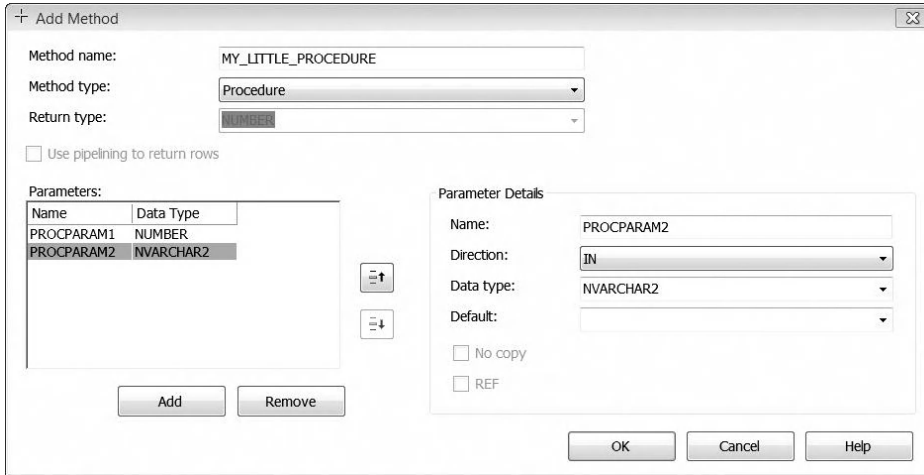 Add Method
Method name: MY_LITTLE_PROCEDURE
Method type: Procedure
Return type: NUMBER
Use pipelining to return rows
Parameters:
Name Data Type
PROCPARAM1 NUMBER
PROCPARAM2 NVARCHAR2
Add Remove
Parameter Details
Name: PROCPARAM2
Direction: IN
Data type: NVARCHAR2
Default:
No copy
REF
OK Cancel Help